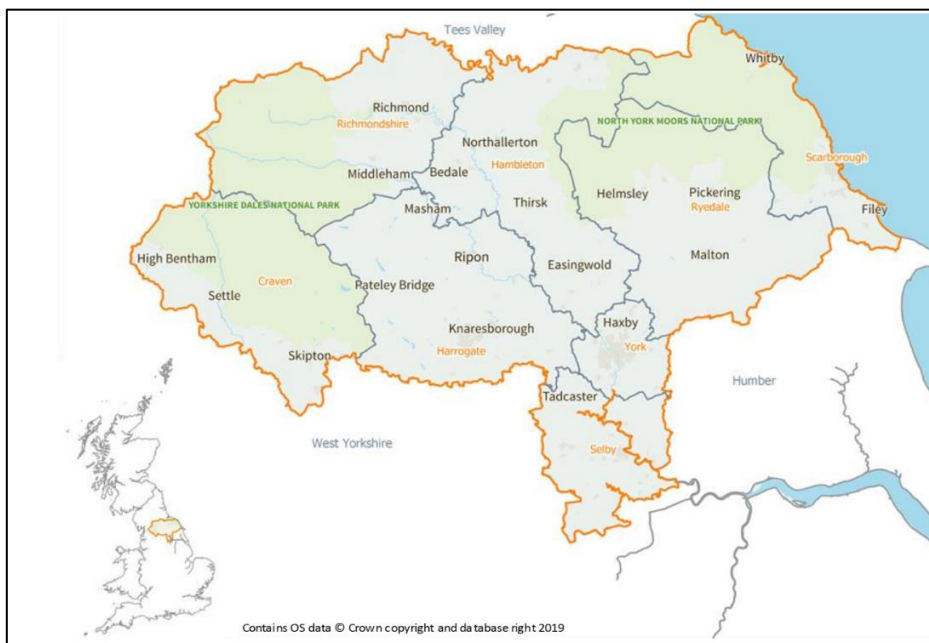 Tees Valley
Whitby
Richmond
Richmondshire
NORTH YORK MOORS NATIONAL PARK
Northallerton
Scarborough
Hambleton
Middleham
Bedale
Helmsley
Pickering
YORKSHIRE DALES NATIONAL PARK
Masham
Thirsk
Ryedale
Filey
High Bentham
Ripon
Easingwold
Malton
Craven
Pateley Bridge
Settle
Knaresborough
Haxby
Harrogate
York
Skipton
Humber
Tadcaster
West Yorkshire
Selby
Contains OS data © Crown copyright and database right 2019